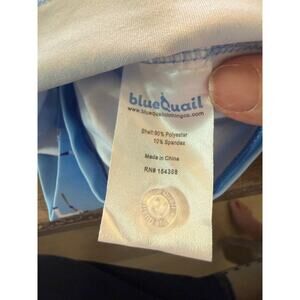 blueQuail
www.bluequailclothingco.com
Shell:90% Polyester
10% Spandex
Made in China
RN# 154368